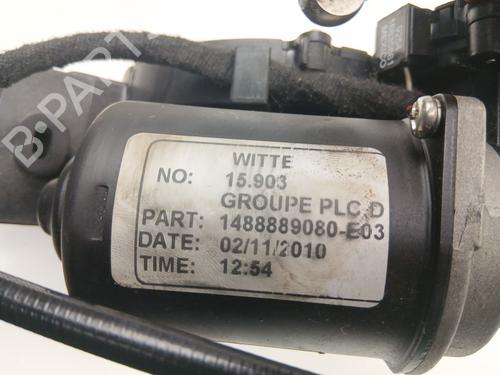 B-PARTS
WITTE
NO: 15.903
GROUPE PLC.D
PART: 1488889080-E03
DATE: 02/11/2010
TIME: 12:54